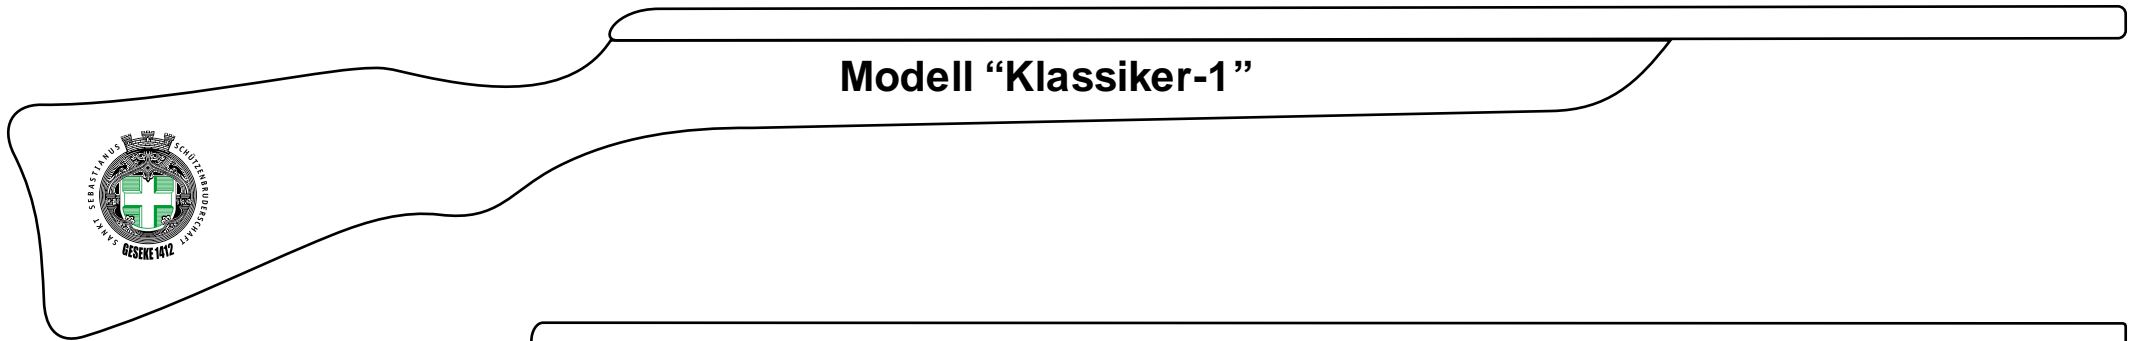 Modell “Klassiker-1”
SANKT SEBASTIANUS SCHÜTZENBRUDERSCHAFT
GESEKE 1412